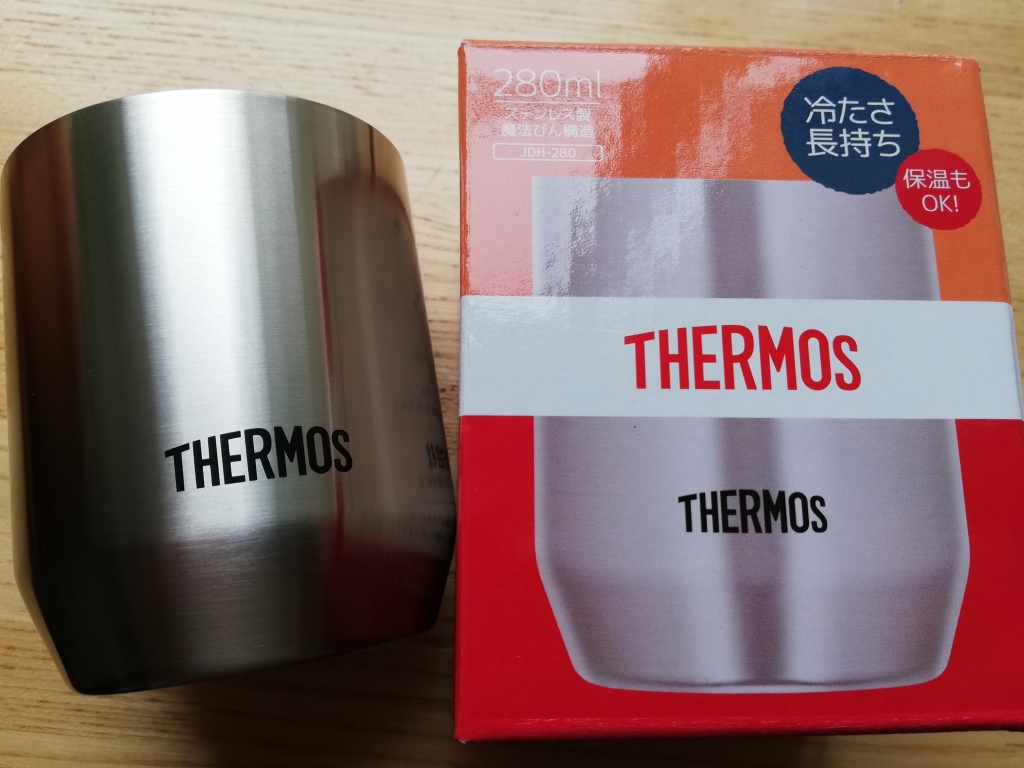 THERMOS
280ml
ステンレス製
魔法びん構造
JDH-280
冷たさ
長持ち
保温も
OK!
THERMOS
THERMOS